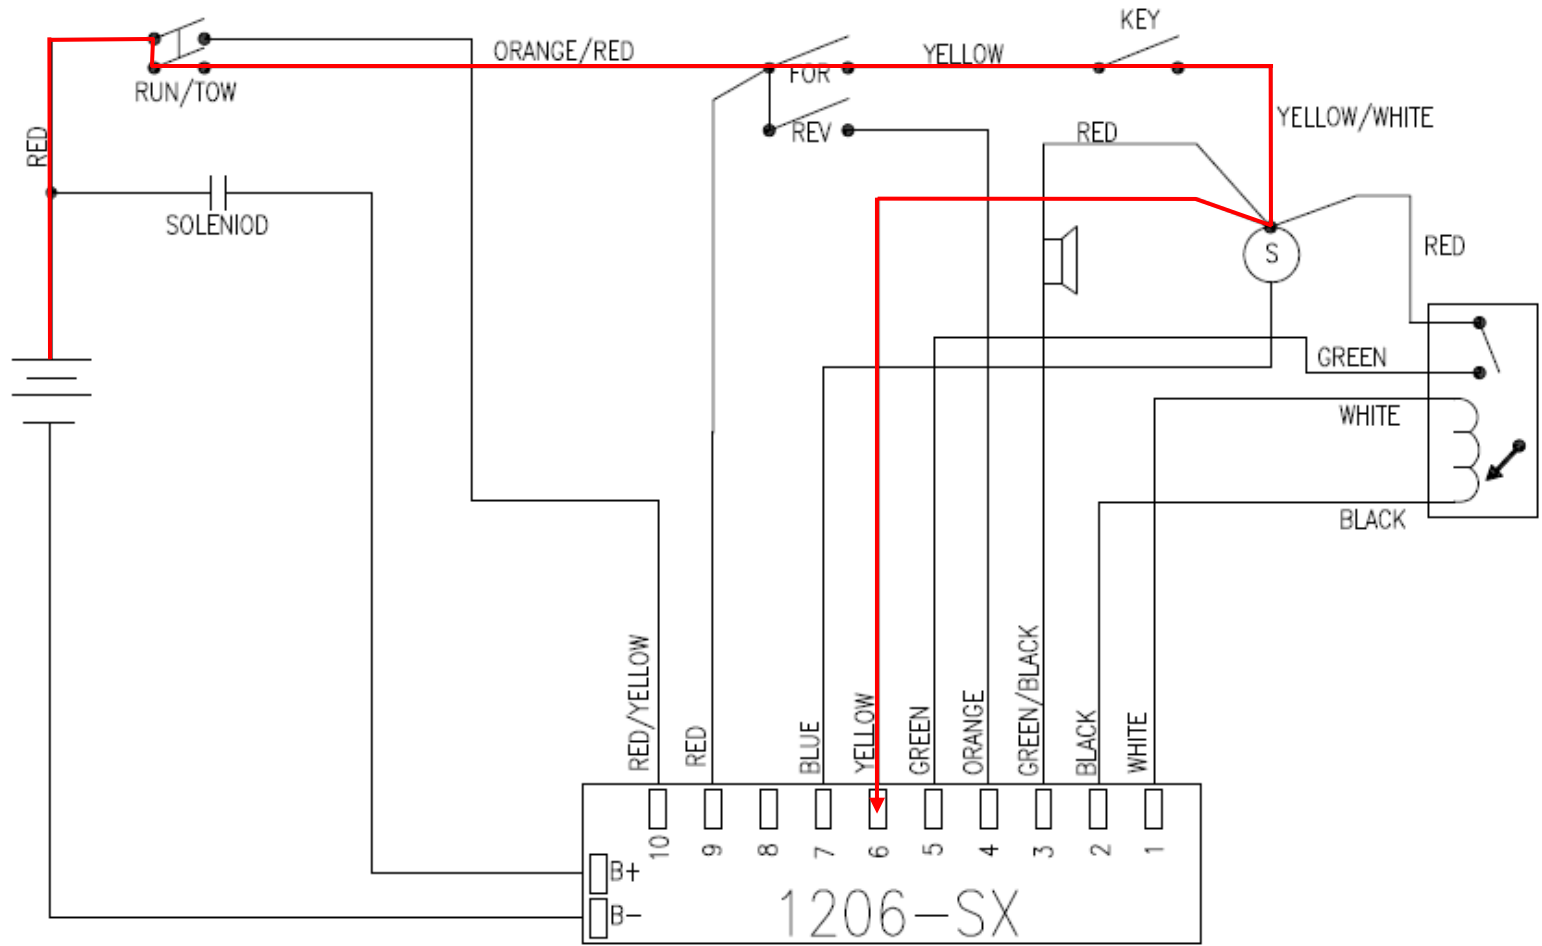 KEY
ORANGE/RED
YELLOW
FOR
RUN/TOW
YELLOW/WHITE
REV
RED
RED
SOLENIOD
RED
S
GREEN
WHITE
BLACK
RED/YELLOW
RED
BLUE
YELLOW
GREEN
ORANGE
GREEN/BLACK
BLACK
WHITE
10
9
8
7
6
5
4
3
2
1
B+
B-
1206-SX